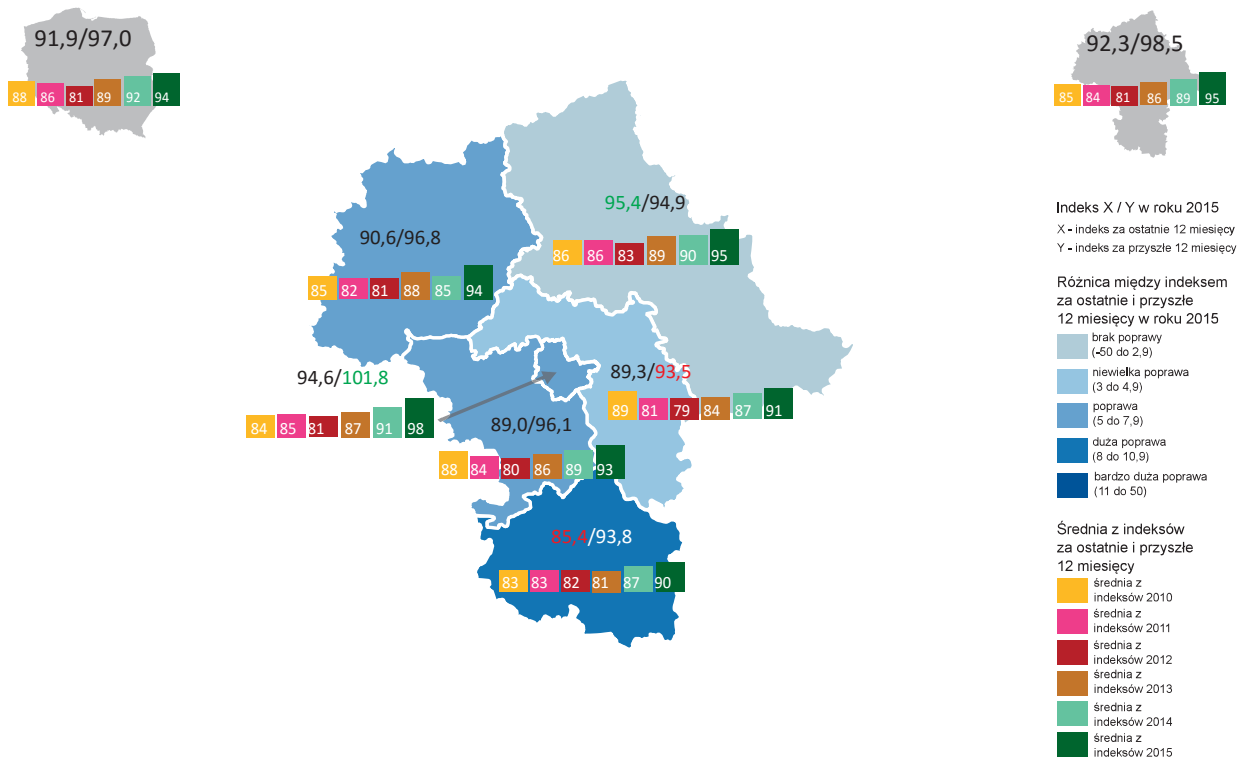 91,9/97,0
88 86 81 89 92 94
92,3/98,5
85 84 81 86 89 95
95,4/94,9
86 86 83 89 90 95
90,6/96,8
85 82 81 88 85 94
94,6/101,8
84 85 81 87 91 98
89,3/93,5
89 81 79 84 87 91
89,0/96,1
88 84 80 86 89 93
85,4/93,8
83 83 82 81 87 90
Indeks X / Y w roku 2015
X - indeks za ostatnie 12 miesięcy
Y - indeks za przyszłe 12 miesięcy
Różnica między indeksem
za ostatnie i przyszłe
12 miesięcy w roku 2015
brak poprawy
(-50 do 2,9)
niewielka poprawa
(3 do 4,9)
poprawa
(5 do 7,9)
duża poprawa
(8 do 10,9)
bardzo duża poprawa
(11 do 50)
Średnia z indeksów
za ostatnie i przyszłe
12 miesięcy
średnia z
indeksów 2010
średnia z
indeksów 2011
średnia z
indeksów 2012
średnia z
indeksów 2013
średnia z
indeksów 2014
średnia z
indeksów 2015